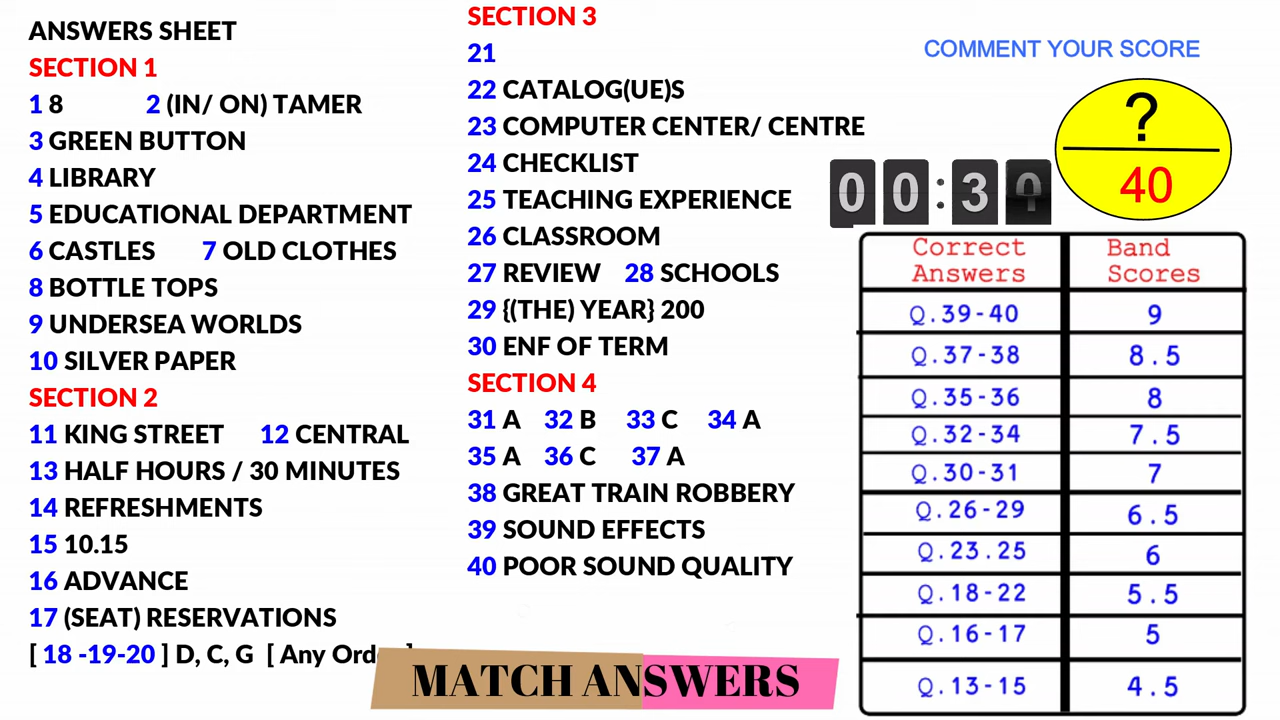 ANSWERS SHEET
SECTION 1
1 8 2 (IN/ ON) TAMER
3 GREEN BUTTON
4 LIBRARY
5 EDUCATIONAL DEPARTMENT
6 CASTLES 7 OLD CLOTHES
8 BOTTLE TOPS
9 UNDERSEA WORLDS
10 SILVER PAPER
SECTION 2
11 KING STREET 12 CENTRAL
13 HALF HOURS / 30 MINUTES
14 REFRESHMENTS
15 10.15
16 ADVANCE
17 (SEAT) RESERVATIONS
[ 18 -19-20 ] D, C, G [ Any ]
SECTION 3
21
22 CATALOG(UE)S
23 COMPUTER CENTER/ CENTRE
24 CHECKLIST
25 TEACHING EXPERIENCE
26 CLASSROOM
27 REVIEW 28 SCHOOLS
29 {(THE) YEAR} 200
30 ENF OF TERM
SECTION 4
31 A 32 B 33 C 34 A
35 A 36 C 37 A
38 GREAT TRAIN ROBBERY
39 SOUND EFFECTS
40 POOR SOUND QUALITY
MATCH ANSWERS
COMMENT YOUR SCORE
?
40
00:3
Correct Answers Band Scores
Q.39-40 9
Q.37-38 8.5
Q.35-36 8
Q.32-34 7.5
Q.30-31 7
Q.26-29 6.5
Q.23.25 6
Q.18-22 5.5
Q.16-17 5
Q.13-15 4.5